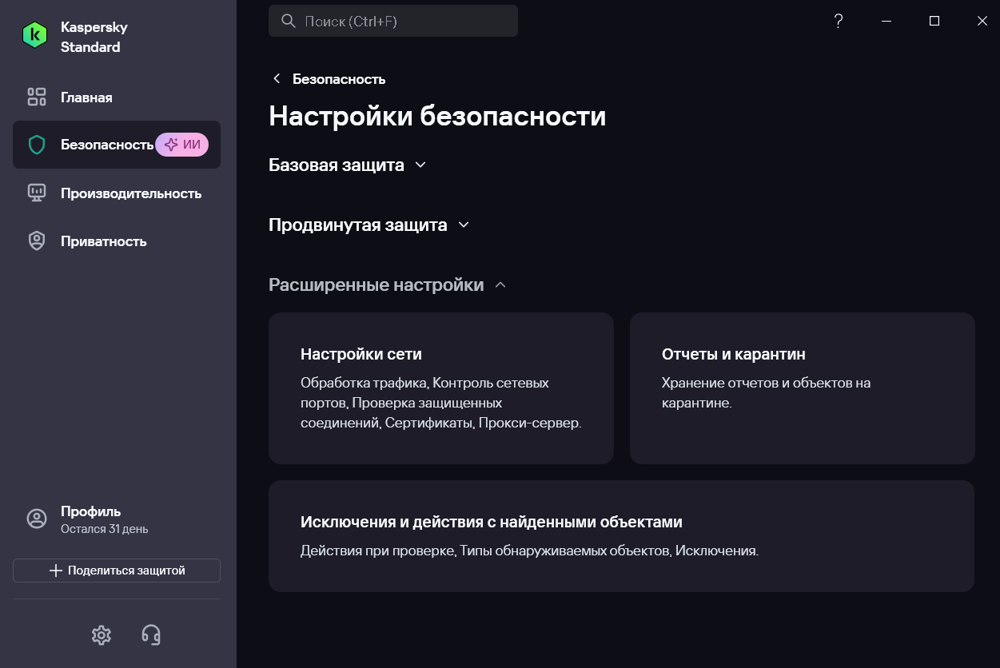 Kaspersky
Standard
Главная
Безопасность ИИ
Производительность
Приватность
Профиль
Остался 31 день
Поделиться защитой
Поиск (Ctrl+F)
?
Безопасность
Настройки безопасности
Базовая защита
Продвинутая защита
Расширенные настройки
Настройки сети
Обработка трафика, Контроль сетевых
портов, Проверка защищенных
соединений, Сертификаты, Прокси-сервер.
Отчеты и карантин
Хранение отчетов и объектов на
карантине.
Исключения и действия с найденными объектами
Действия при проверке, Типы обнаруживаемых объектов, Исключения.